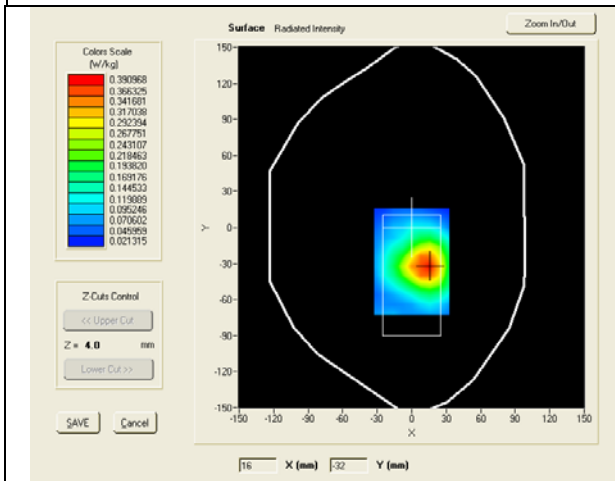 Surface Radiated Intensity
Zoom In/Out
Colors Scale
(W/kg)
0.390968
0.366325
0.341681
0.317038
0.292394
0.267751
0.243107
0.218463
0.193820
0.169176
0.144533
0.119889
0.095246
0.070602
0.045959
0.021315
Z-Cuts Control
<< Upper Cut
Z = 4.0 mm
Lower Cut >>
SAVE Cancel
150-
120-
90-
60-
30-
0-
-30-
-60-
-90-
-120-
-150-
Y
-150 -120 -90 -60 -30 0 30 60 90 120 150
X
16 X (mm) -32 Y (mm)